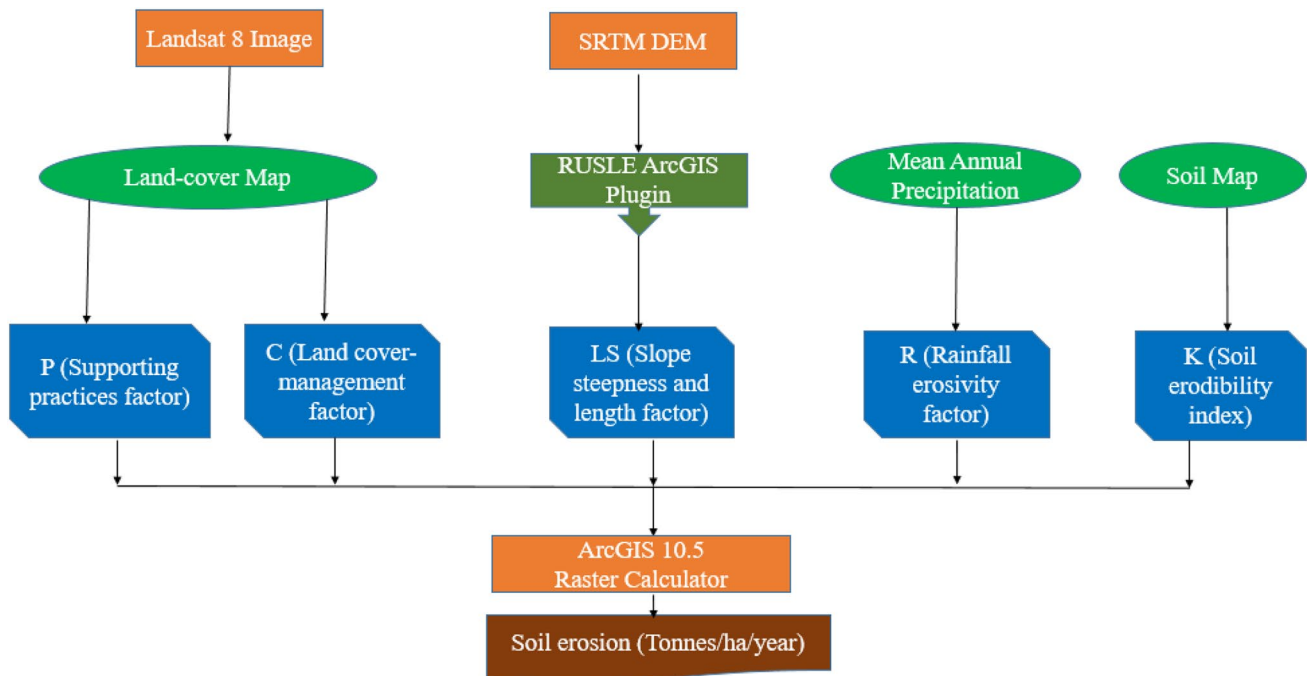 Landsat 8 Image
SRTM DEM
Land-cover Map
RUSLE ArcGIS
Plugin
Mean Annual
Precipitation
Soil Map
P (Supporting
practices factor)
C (Land cover-
management
factor)
LS (Slope
steepness and
length factor)
R (Rainfall
erosivity
factor)
K (Soil
erodibility
index)
ArcGIS 10.5
Raster Calculator
Soil erosion (Tonnes/ha/year)